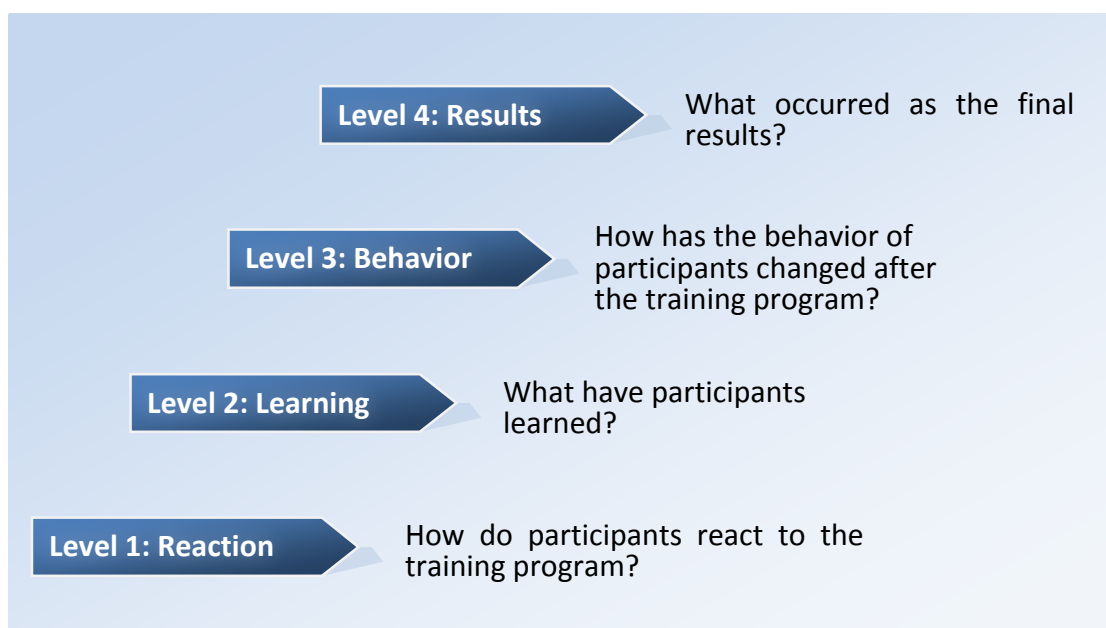 Level 4: Results
What occurred as the final
results?
Level 3: Behavior
How has the behavior of
participants changed after
the training program?
Level 2: Learning
What have participants
learned?
Level 1: Reaction
How do participants react to the
training program?